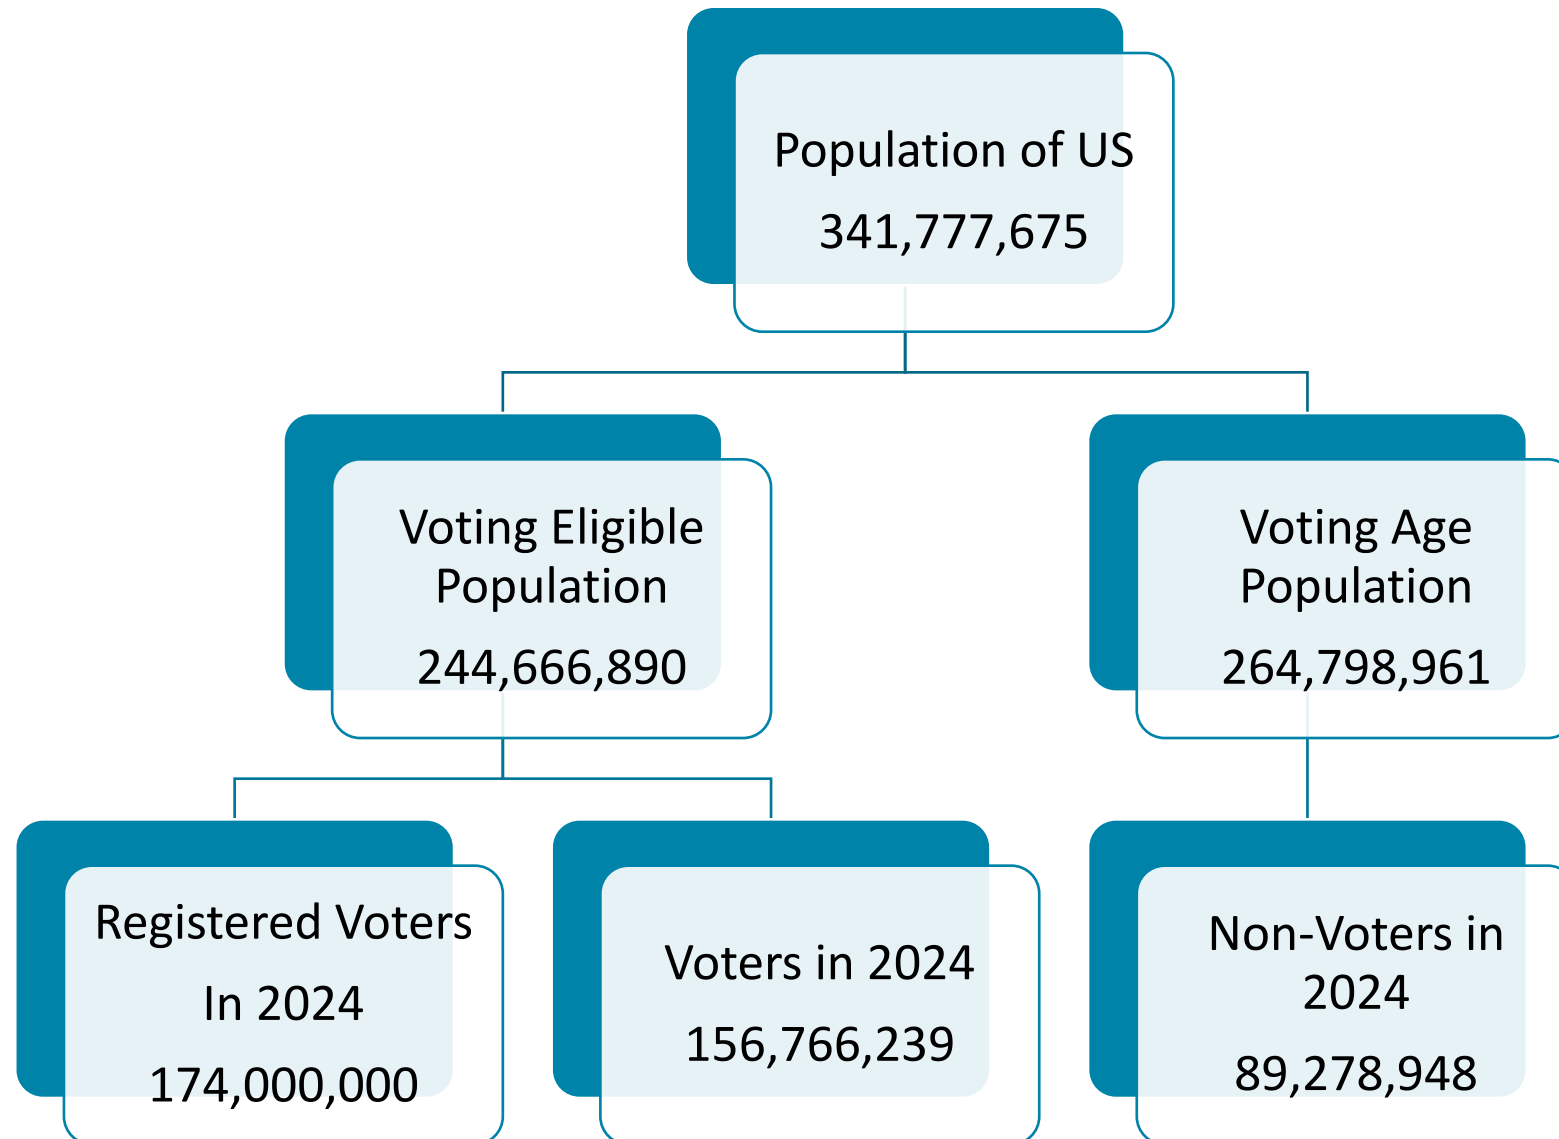 Population of US
341,777,675
Voting Eligible
Population
244,666,890
Voting Age
Population
264,798,961
Registered Voters
In 2024
174,000,000
Voters in 2024
156,766,239
Non-Voters in
2024
89,278,948